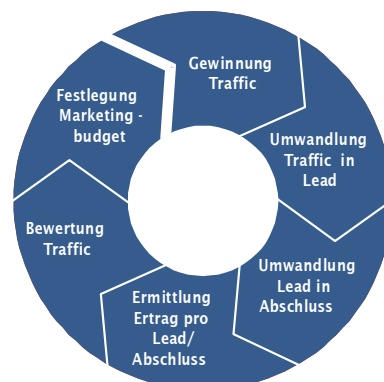 Gewinnung
Traffic
Umwandlung
Traffic in
Lead
Umwandlung
Lead in
Abschluss
Ermittlung
Ertrag pro
Lead/
Abschluss
Bewertung
Traffic
Festlegung
Marketing -
budget